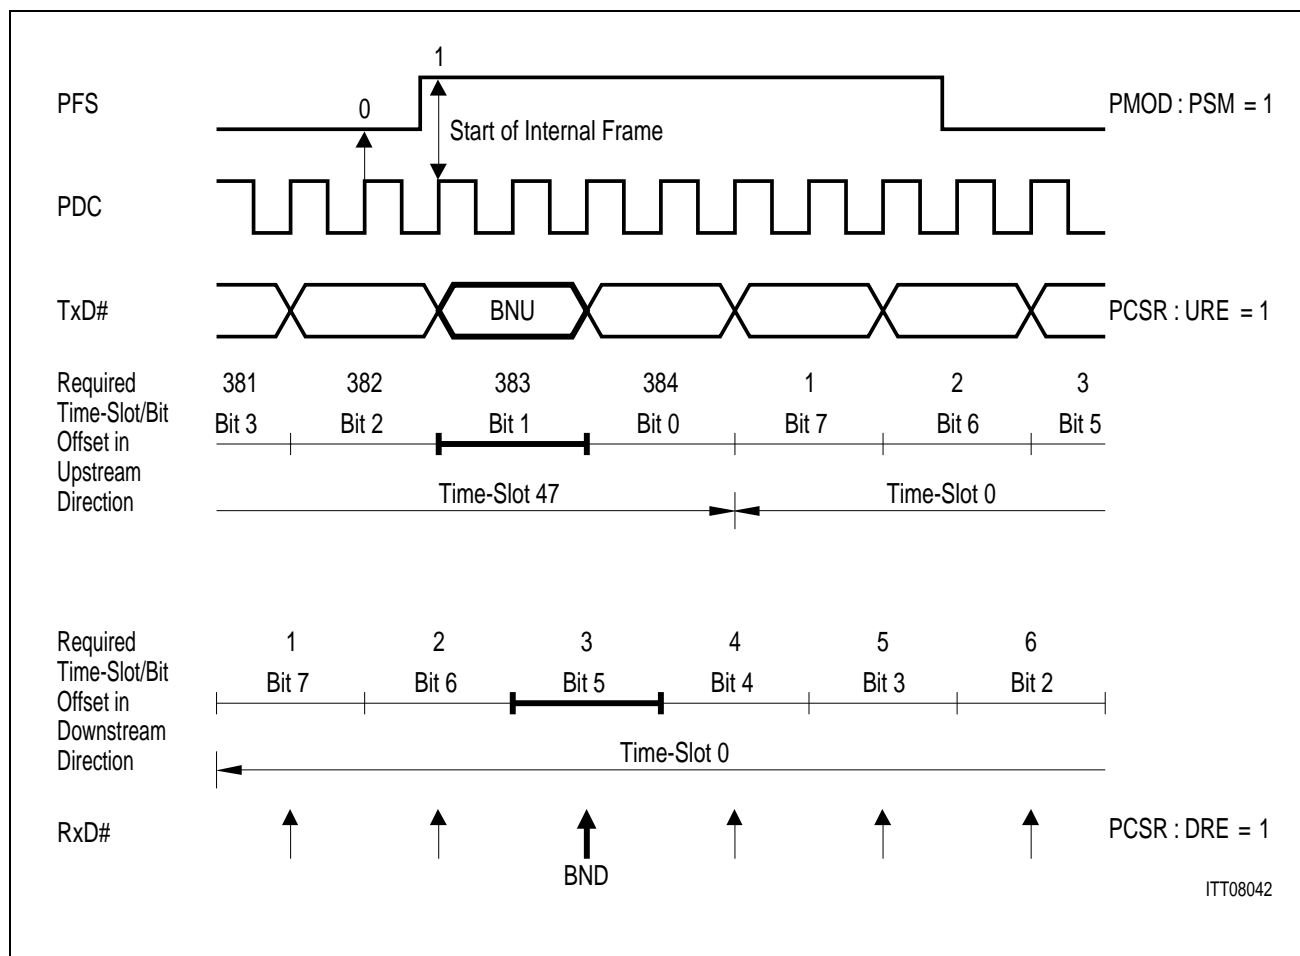 1
PFS
0
PMOD : PSM = 1
Start of Internal Frame
PDC
TxD#
BNU
PCSR : URE = 1
Required
Time-Slot/Bit
Offset in
Upstream
Direction
381 382 383 384 1 2 3
Bit 3 Bit 2 Bit 1 Bit 0 Bit 7 Bit 6 Bit 5
Time-Slot 47 Time-Slot 0
Required
Time-Slot/Bit
Offset in
Downstream
Direction
1 2 3 4 5 6
Bit 7 Bit 6 Bit 5 Bit 4 Bit 3 Bit 2
Time-Slot 0
RxD#
PCSR : DRE = 1
BND
ITT08042